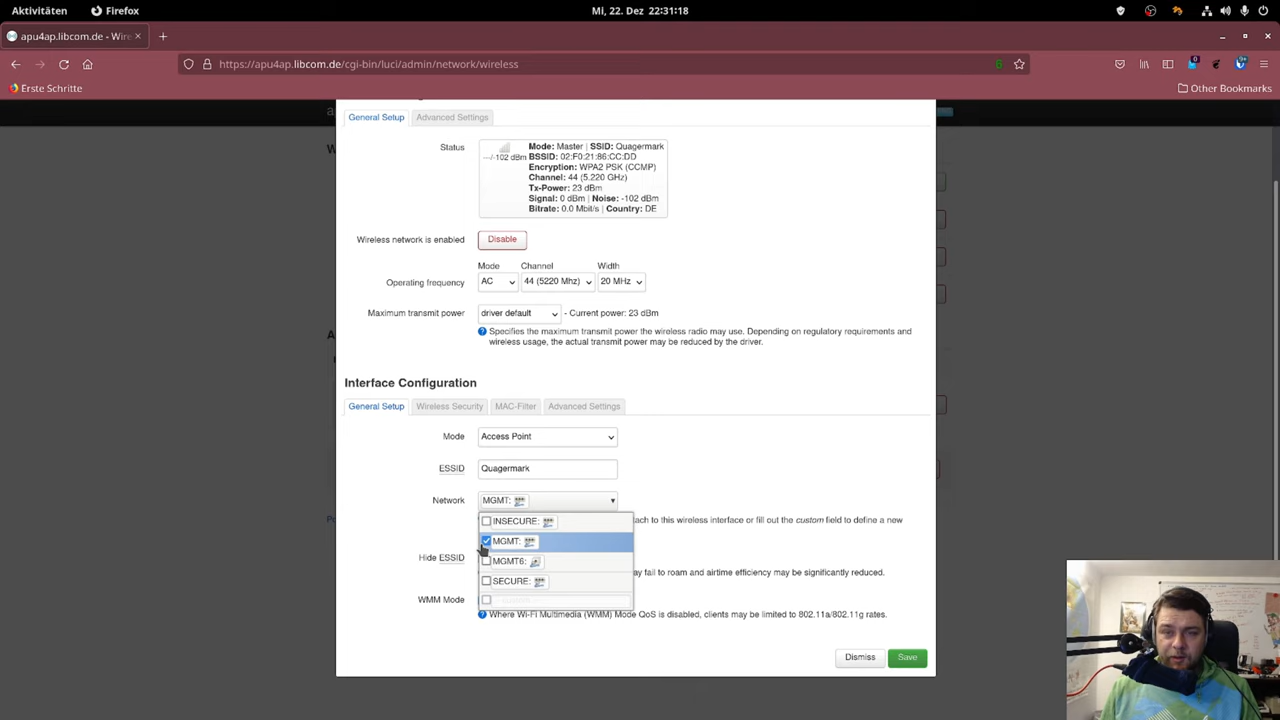 Aktivitäten Firefox Mi, 22. Dez 22:31:18
apu4ap.libcom.de - Wire
https://apu4ap.libcom.de/cgi-bin/luci/admin/network/wireless
Erste Schritte Other Bookmarks
General Setup Advanced Settings
Status
---/-102 dBm
Mode: Master | SSID: Quagermark
BSSID: 02:F0:21:86:CC:DD
Encryption: WPA2 PSK (CCMP)
Channel: 44 (5.220 GHz)
Tx-Power: 23 dBm
Signal: 0 dBm | Noise: -102 dBm
Bitrate: 0.0 Mbit/s | Country: DE
Wireless network is enabled Disable
Mode Channel Width
Operating frequency AC 44 (5220 Mhz) 20 MHz
Maximum transmit power driver default - Current power: 23 dBm
Specifies the maximum transmit power the wireless radio may use. Depending on regulatory requirements and
wireless usage, the actual transmit power may be reduced by the driver.
Interface Configuration
General Setup Wireless Security MAC-Filter Advanced Settings
Mode Access Point
ESSID Quagermark
Network MGMT:
INSECURE: tach to this wireless interface or fill out the custom field to define a new
MGMT:
Hide ESSID MGMT6:
ay fail to roam and airtime efficiency may be significantly reduced.
SECURE:
WMM Mode
Where Wi-Fi Multimedia (WMM) Mode QoS is disabled, clients may be limited to 802.11a/802.11g rates.
Dismiss Save